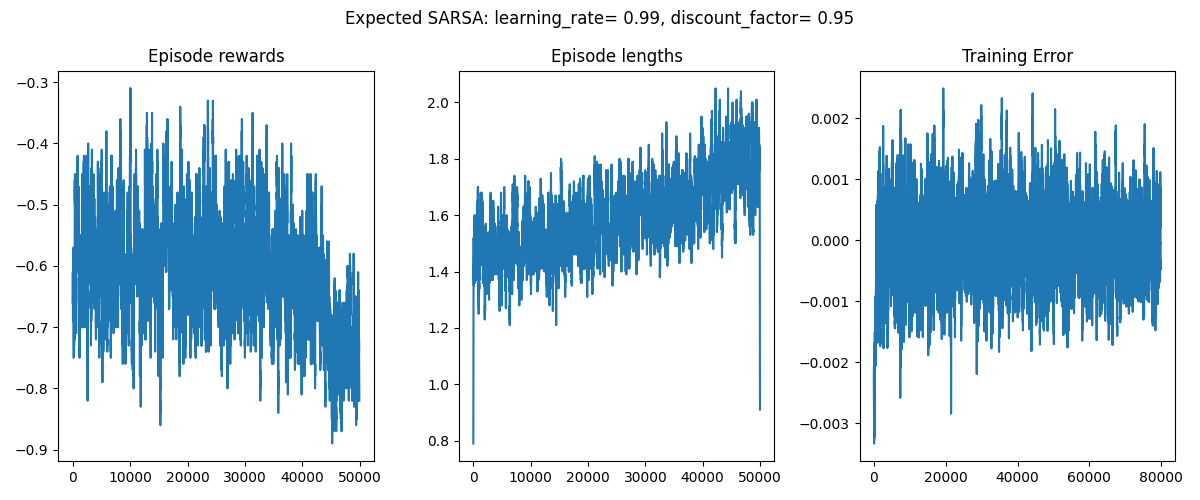 Expected SARSA: learning_rate= 0.99, discount_factor= 0.95
Episode rewards
−0.3
−0.4
−0.5
−0.6
−0.7
−0.8
−0.9
0 10000 20000 30000 40000 50000
Episode lengths
2.0
1.8
1.6
1.4
1.2
1.0
0.8
0 10000 20000 30000 40000 50000
Training Error
0.002
0.001
0.000
−0.001
−0.002
−0.003
0 20000 40000 60000 80000